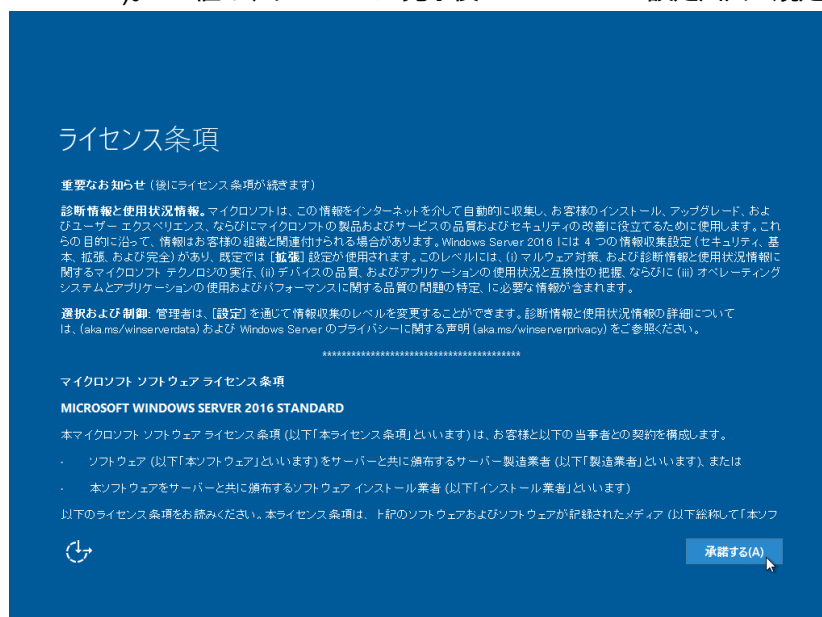 ライセンス条項
重要なお知らせ (後にライセンス条項が続きます)
診断情報と使用状況情報。マイクロソフトは、この情報をインターネットを介して自動的に収集し、お客様のインストール、アップグレード、およ
びユーザー エクスペリエンス、ならびにマイクロソフトの製品およびサービスの品質およびセキュリティの改善に役立てるために使用します。これ
らの目的に沿って、情報はお客様の組織と関連付けられる場合があります。Windows Server 2016 には 4 つの情報収集設定 (セキュリティ、基
本、拡張、および完全) があり、既定では [拡張] 設定が使用されます。このレベルには、(i) マルウェア対策、および診断情報と使用状況情報に
関するマイクロソフト テクノロジの実行、(ii) デバイスの品質、およびアプリケーションの使用状況と互換性の把握、ならびに (iii) オペレーティング
システムとアプリケーションの使用およびパフォーマンスに関する品質の問題の特定、に必要な情報が含まれます。
選択および制御: 管理者は、[設定] を通じて情報収集のレベルを変更することができます。診断情報と使用状況情報の詳細について
は、(aka.ms/winserverdata) および Windows Server のプライバシーに関する声明 (aka.ms/winserverprivacy) をご参照ください。
*****************************************
マイクロソフト ソフトウェア ライセンス条項
MICROSOFT WINDOWS SERVER 2016 STANDARD
本マイクロソフト ソフトウェア ライセンス条項 (以下「本ライセンス条項」といいます) は、お客様と以下の当事者との契約を構成します。
· ソフトウェア (以下「本ソフトウェア」といいます) をサーバーと共に頒布するサーバー製造業者 (以下「製造業者」といいます)、または
· 本ソフトウェアをサーバーと共に頒布するソフトウェア インストール業者 (以下「インストール業者」といいます)
以下のライセンス条項をお読みください。本ライセンス条項は、上記のソフトウェアおよびソフトウェアが記録されたメディア (以下総称して「本ソフ
承諾する(A)